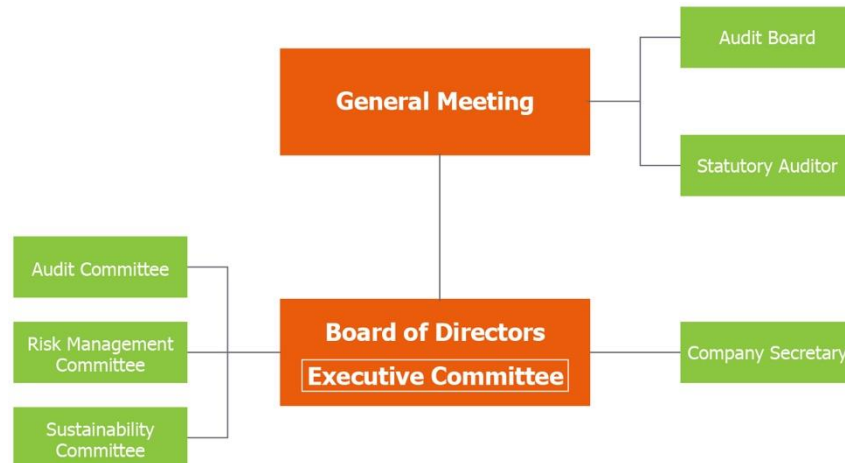 Audit Board
General Meeting
Statutory Auditor
Audit Committee
Risk Management
Committee
Sustainability
Committee
Board of Directors
Executive Committee
Company Secretary